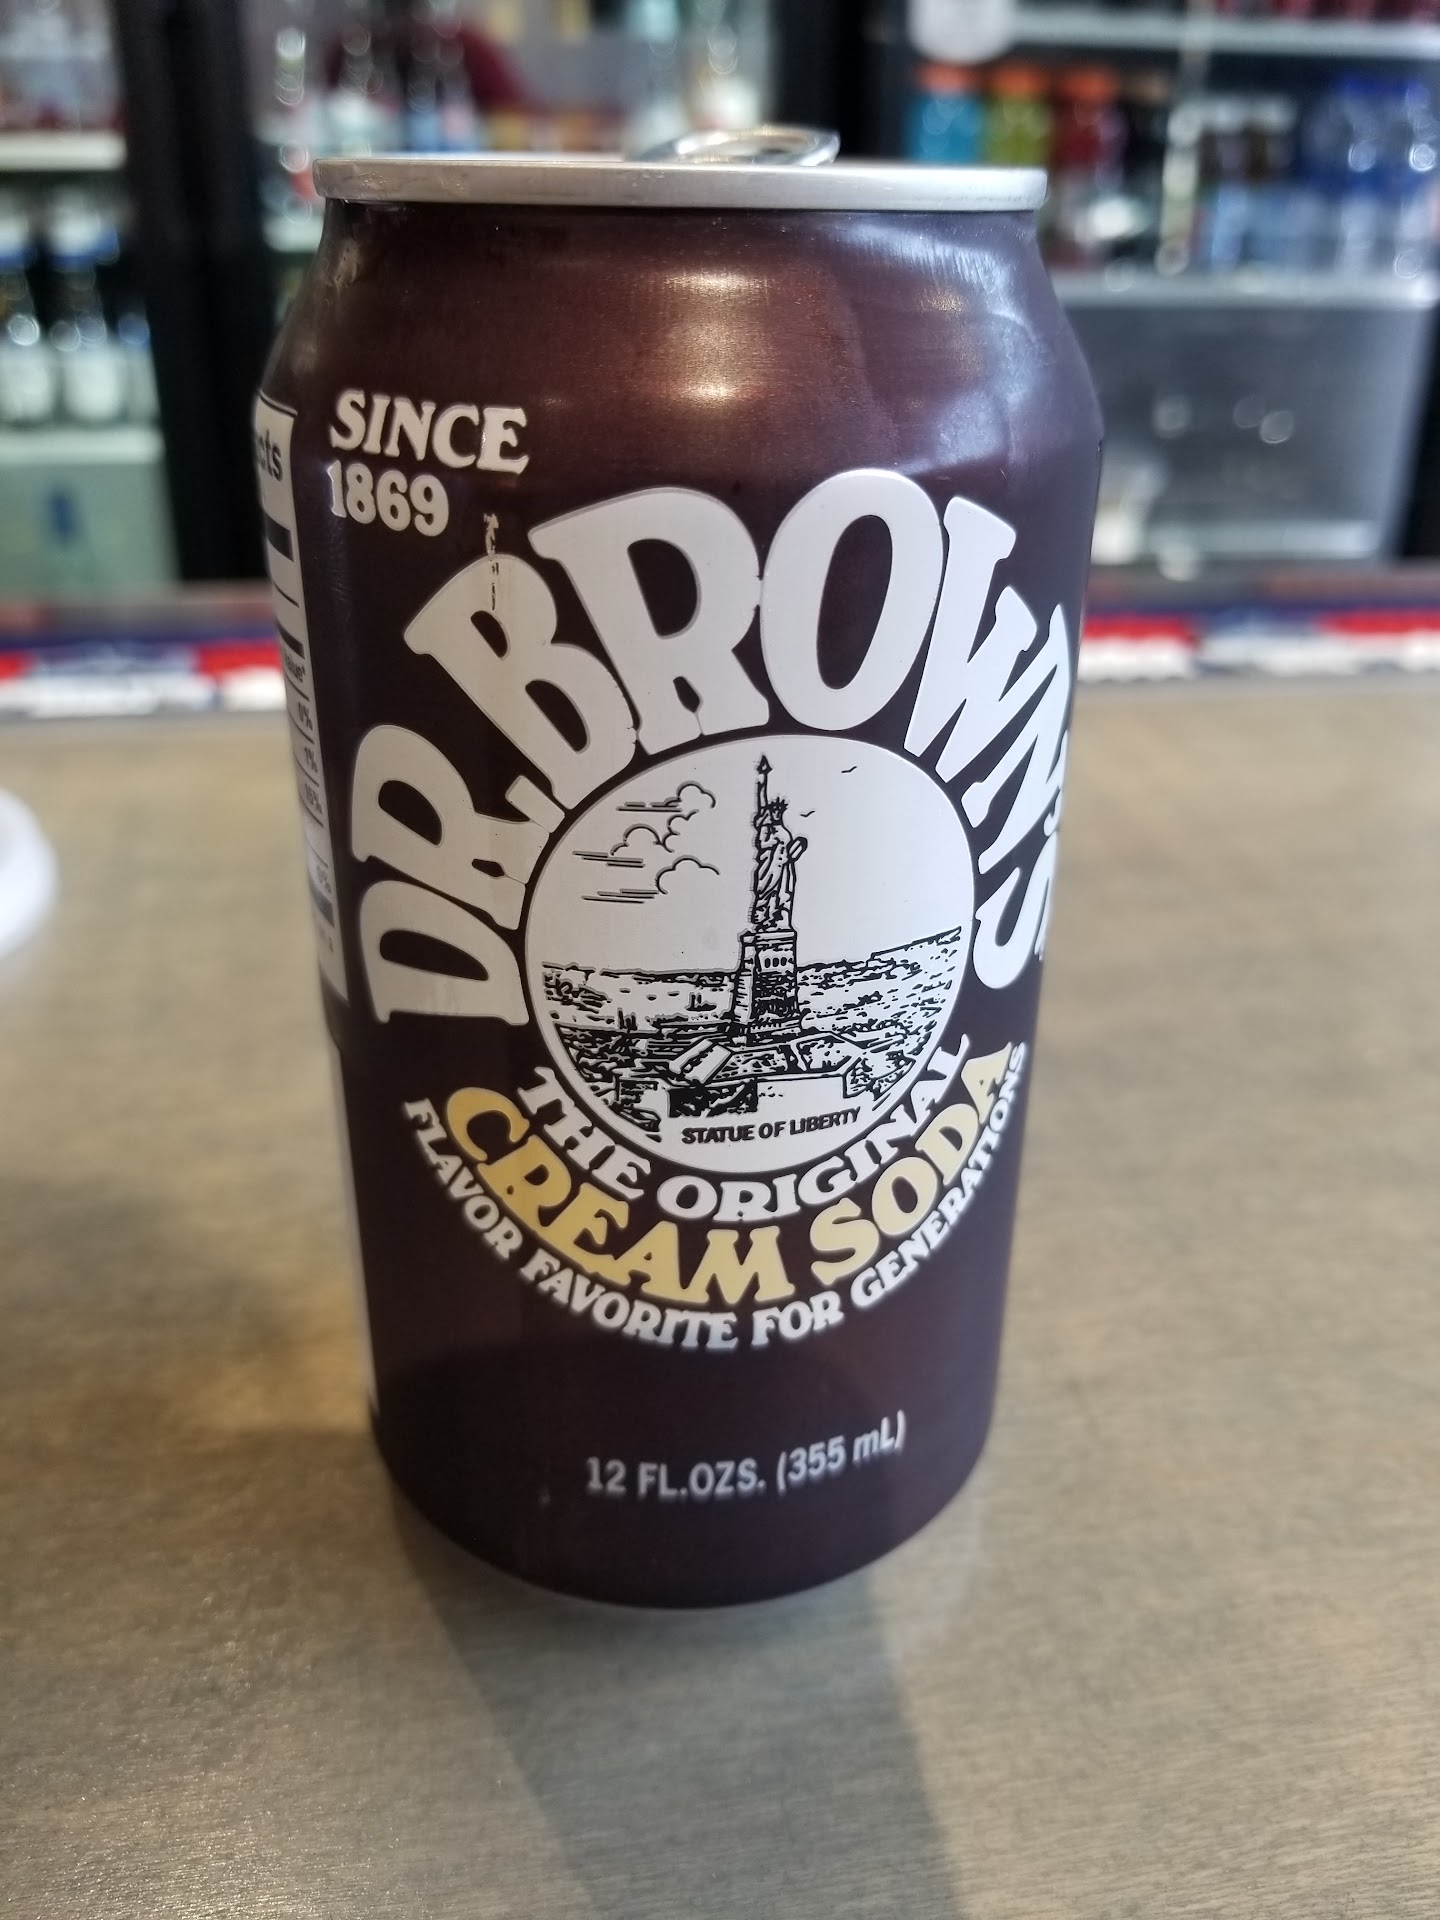 SINCE
1869
DR. BROWN'S
STATUE OF LIBERTY
THE ORIGINAL
CREAM SODA
FLAVOR FAVORITE FOR GENERATIONS
12 FL.OZS. (355 mL)